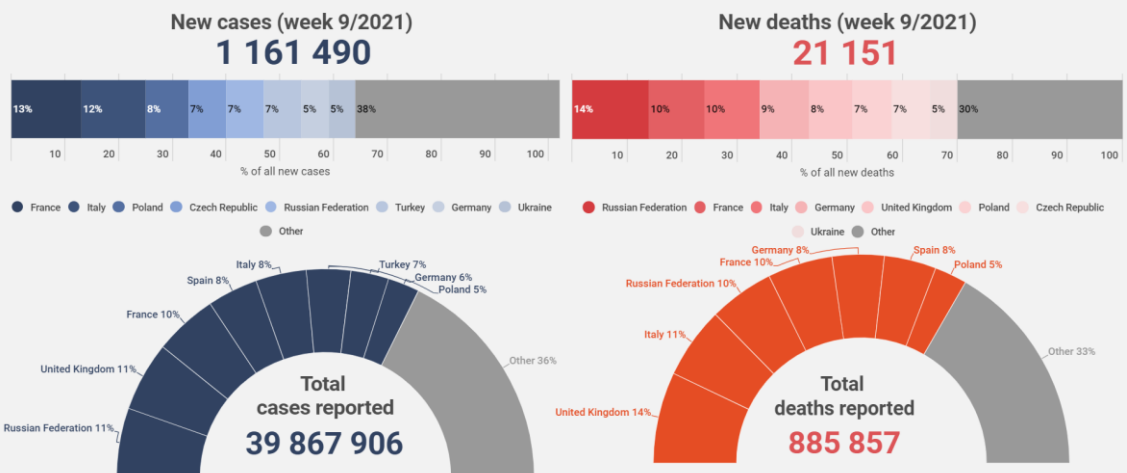 New cases (week 9/2021)
1 161 490
13% 12% 8% 7% 7% 7% 5% 5% 38%
10 20 30 40 50 60 70 80 90 100
% of all new cases
France Italy Poland Czech Republic Russian Federation Turkey Germany Ukraine
Other
Italy 8%
Turkey 7%
Spain 8%
Germany 6%
Poland 5%
France 10%
Other 36%
United Kingdom 11%
Russian Federation 11%
Total
cases reported
39 867 906
New deaths (week 9/2021)
21 151
14% 10% 10% 9% 8% 7% 7% 5% 30%
10 20 30 40 50 60 70 80 90 100
% of all new deaths
Russian Federation France Italy Germany United Kingdom Poland Czech Republic
Ukraine Other
Germany 8%
Spain 8%
France 10%
Poland 5%
Russian Federation 10%
Italy 11%
Other 33%
United Kingdom 14%
Total
deaths reported
885 857